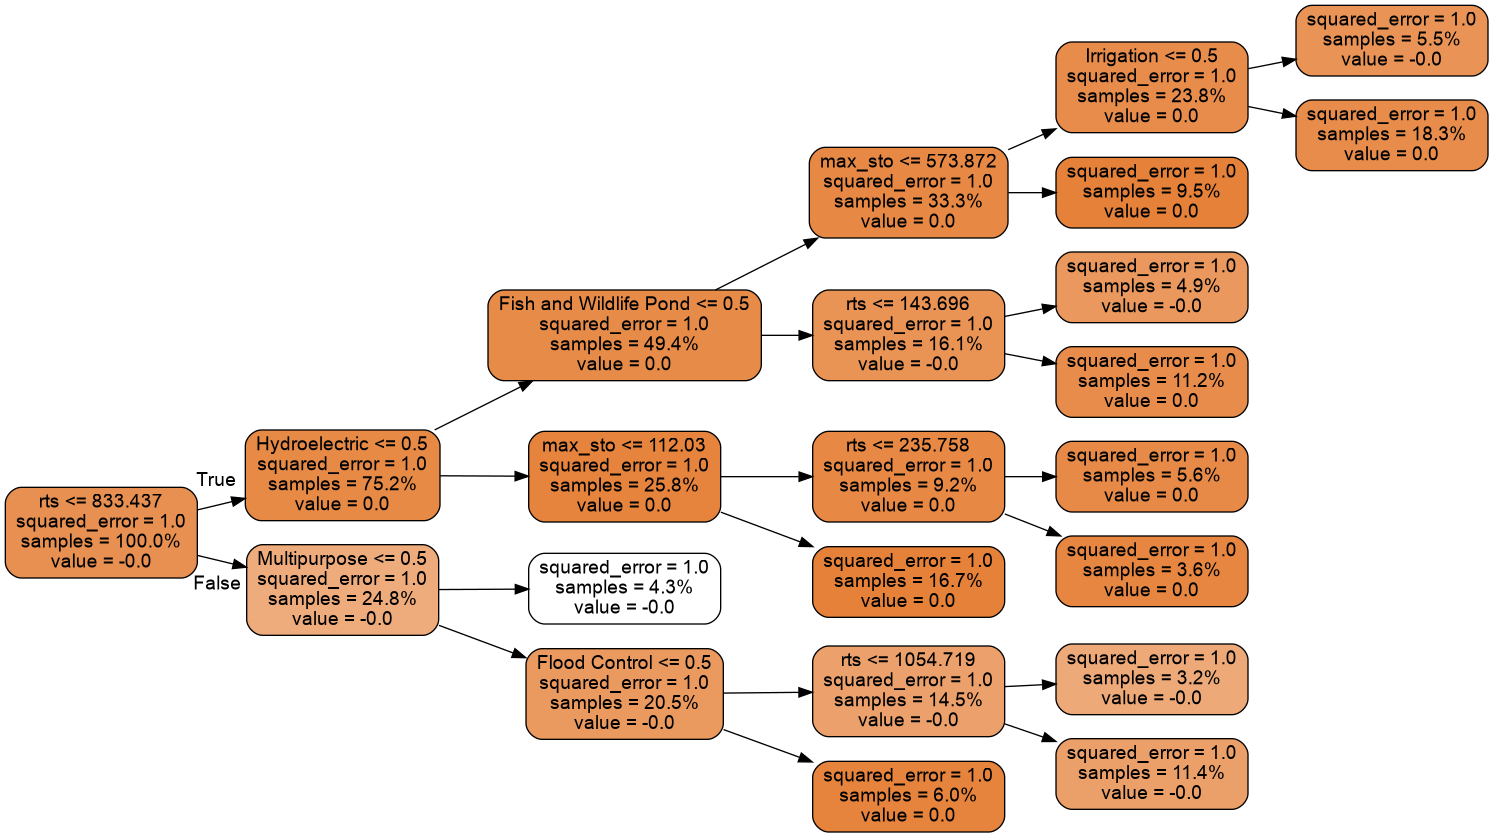 rts <= 833.437
squared_error = 1.0
samples = 100.0%
value = -0.0
True
False
Hydroelectric <= 0.5
squared_error = 1.0
samples = 75.2%
value = 0.0
Multipurpose <= 0.5
squared_error = 1.0
samples = 24.8%
value = -0.0
Fish and Wildlife Pond <= 0.5
squared_error = 1.0
samples = 49.4%
value = 0.0
max_sto <= 112.03
squared_error = 1.0
samples = 25.8%
value = 0.0
squared_error = 1.0
samples = 4.3%
value = -0.0
Flood Control <= 0.5
squared_error = 1.0
samples = 20.5%
value = -0.0
max_sto <= 573.872
squared_error = 1.0
samples = 33.3%
value = 0.0
rts <= 143.696
squared_error = 1.0
samples = 16.1%
value = -0.0
rts <= 235.758
squared_error = 1.0
samples = 9.2%
value = 0.0
squared_error = 1.0
samples = 16.7%
value = 0.0
rts <= 1054.719
squared_error = 1.0
samples = 14.5%
value = -0.0
squared_error = 1.0
samples = 6.0%
value = 0.0
Irrigation <= 0.5
squared_error = 1.0
samples = 23.8%
value = 0.0
squared_error = 1.0
samples = 9.5%
value = 0.0
squared_error = 1.0
samples = 4.9%
value = -0.0
squared_error = 1.0
samples = 11.2%
value = 0.0
squared_error = 1.0
samples = 5.6%
value = 0.0
squared_error = 1.0
samples = 3.6%
value = 0.0
squared_error = 1.0
samples = 3.2%
value = -0.0
squared_error = 1.0
samples = 11.4%
value = -0.0
squared_error = 1.0
samples = 5.5%
value = -0.0
squared_error = 1.0
samples = 18.3%
value = 0.0